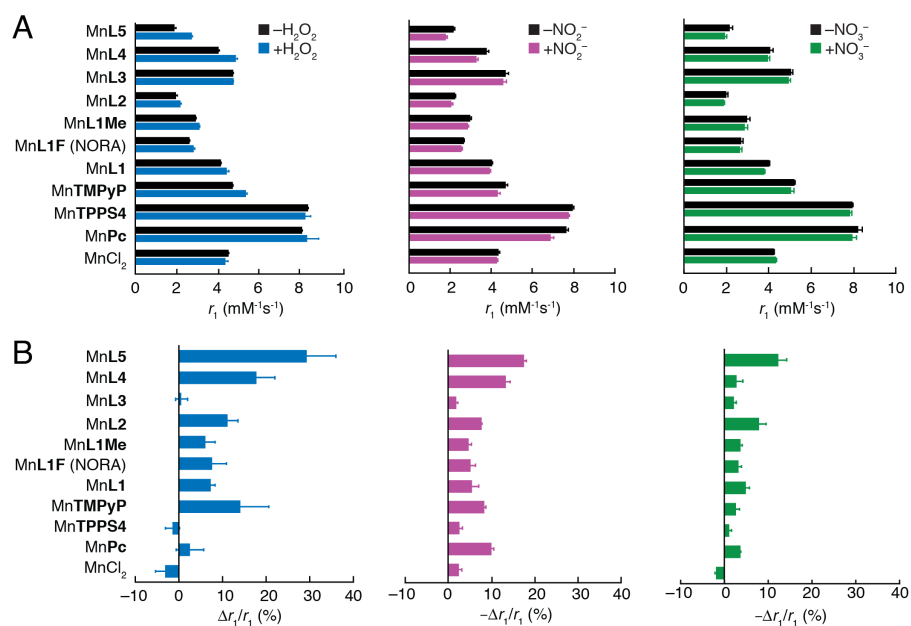 A
MnL5
MnL4
MnL3
MnL2
MnL1Me
MnL1F (NORA)
MnL1
MnTMPyP
MnTPPS4
MnPc
MnCl₂
−H₂O₂
+H₂O₂
0 2 4 6 8 10
r₁ (mM⁻¹s⁻¹)
−NO₂⁻
+NO₂⁻
0 2 4 6 8 10
r₁ (mM⁻¹s⁻¹)
−NO₃⁻
+NO₃⁻
0 2 4 6 8 10
r₁ (mM⁻¹s⁻¹)
B
MnL5
MnL4
MnL3
MnL2
MnL1Me
MnL1F (NORA)
MnL1
MnTMPyP
MnTPPS4
MnPc
MnCl₂
−10 0 10 20 30 40
Δr₁/r₁ (%)
−10 0 10 20 30 40
−Δr₁/r₁ (%)
−10 0 10 20 30 40
−Δr₁/r₁ (%)